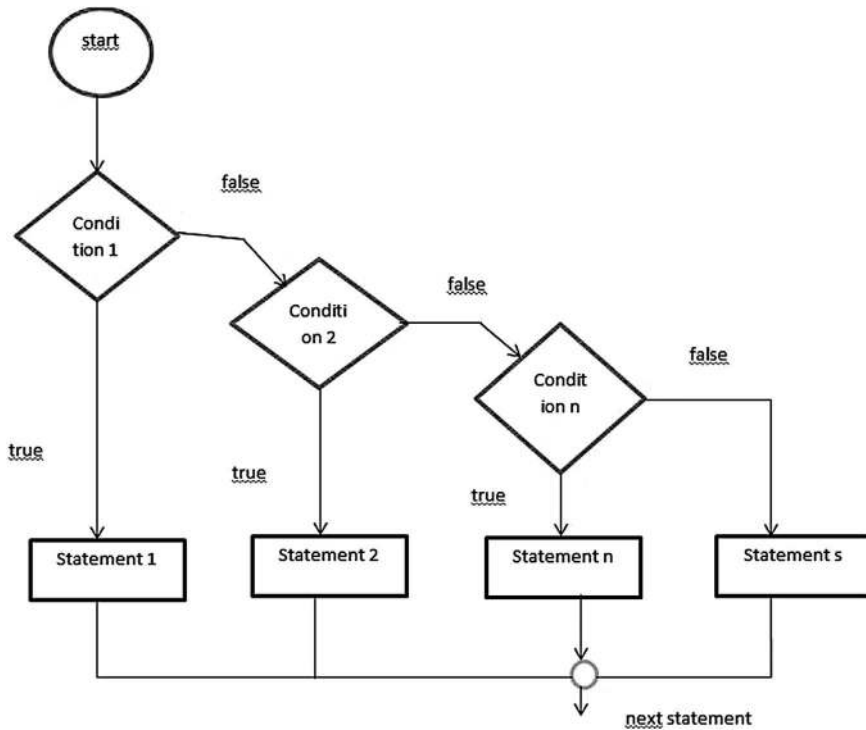 start
false
Condi
tion 1
false
Conditi
on 2
false
Condit
ion n
true
true
true
Statement 1
Statement 2
Statement n
Statement s
next statement